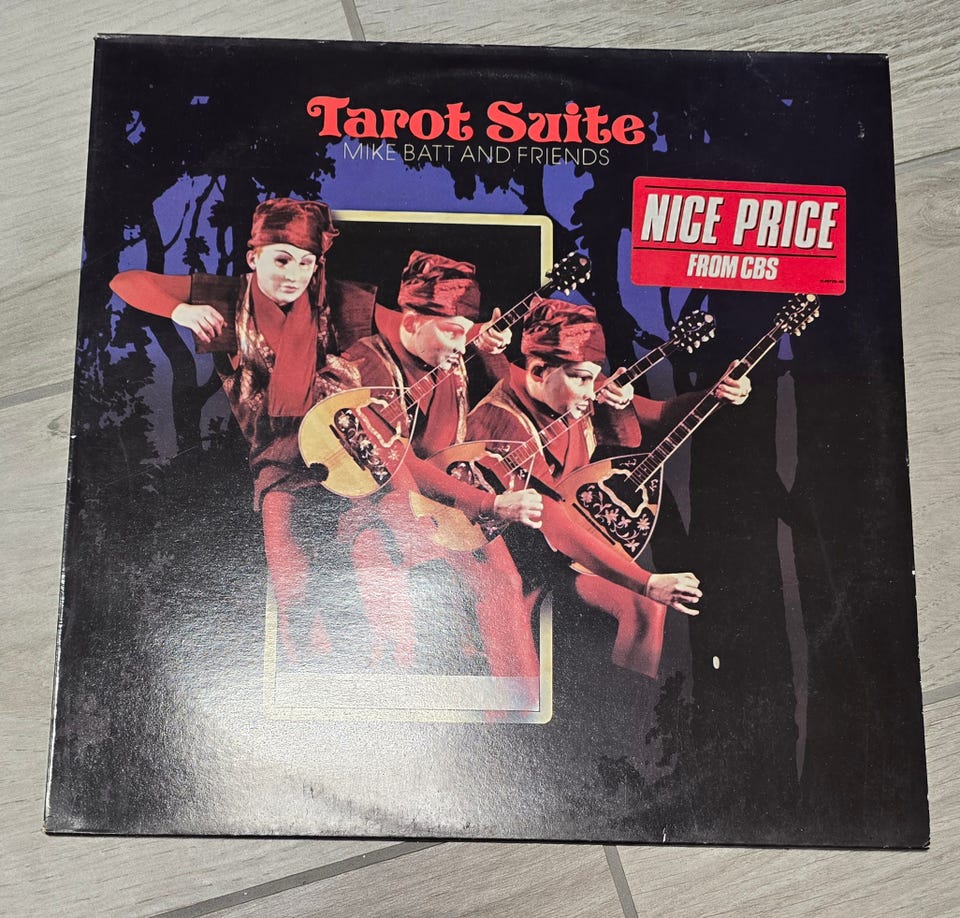 Tarot Suite
MIKE BATT AND FRIENDS
NICE PRICE
FROM CBS